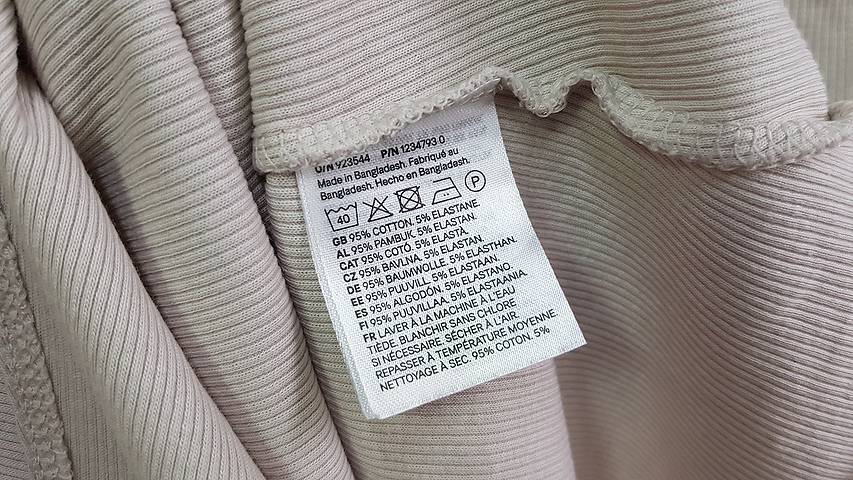 O/N 923544 P/N 1234793 0
Made in Bangladesh. Fabriqué au
Bangladesh. Hecho en Bangladesh.
40 P
GB 95% COTTON. 5% ELASTANE
AL 95% PAMBUK. 5% ELASTAN.
CAT 95% COTÓ. 5% ELASTÀ.
CZ 95% BAVLNA. 5% ELASTAN.
DE 95% BAUMWOLLE. 5% ELASTHAN.
EE 95% PUUVILL. 5% ELASTAAN.
ES 95% ALGODÓN. 5% ELASTANO.
FI 95% PUUVILLAA. 5% ELASTAANIA.
FR LAVER À LA MACHINE À L'EAU
TIÈDE. BLANCHIR SANS CHLORE
SI NÉCESSAIRE. SÉCHER À L'AIR.
REPASSER À TEMPÉRATURE MOYENNE.
NETTOYAGE À SEC. 95% COTON. 5%